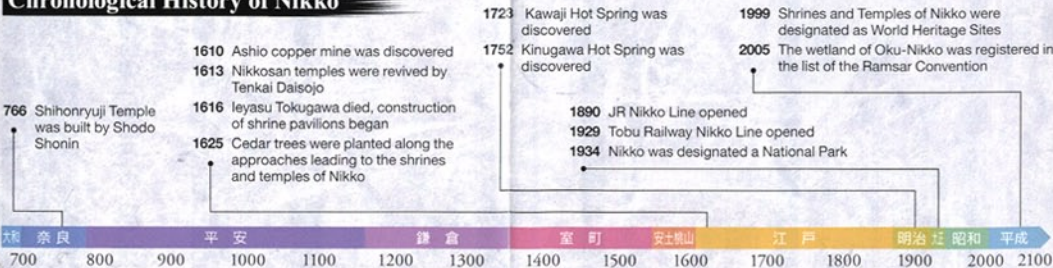 Chronological History of Nikko
766 Shihonryuji Temple
was built by Shodo
Shonin
1610 Ashio copper mine was discovered
1613 Nikkosan temples were revived by
Tenkai Daisojo
1616 Ieyasu Tokugawa died, construction
of shrine pavilions began
1625 Cedar trees were planted along the
approaches leading to the shrines
and temples of Nikko
1723 Kawaji Hot Spring was
discovered
1752 Kinugawa Hot Spring was
discovered
1890 JR Nikko Line opened
1929 Tobu Railway Nikko Line opened
1934 Nikko was designated a National Park
1999 Shrines and Temples of Nikko were
designated as World Heritage Sites
2005 The wetland of Oku-Nikko was registered in
the list of the Ramsar Convention
大和 奈良 平安 鎌倉 室町 安土桃山 江戸 明治 大正 昭和 平成
700 800 900 1000 1100 1200 1300 1400 1500 1600 1700 1800 1900 2000 2100